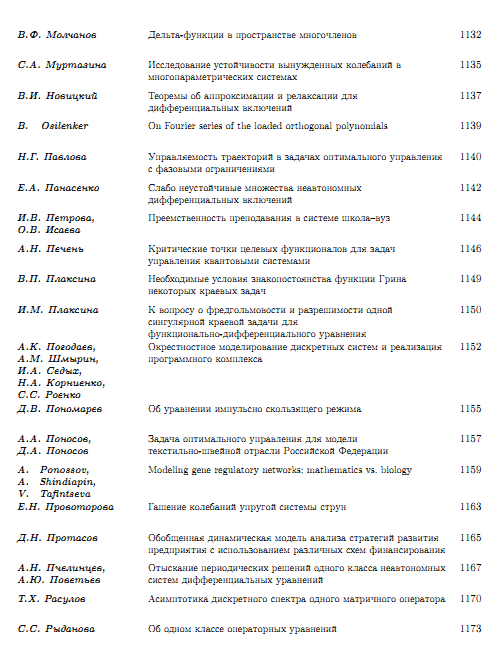 В.Ф. Молчанов Дельта-функции в пространстве многочленов 1132
С.А. Муртазина Исследование устойчивости вынужденных колебаний в 1135
многопараметрических системах
В.И. Новицкий Теоремы об аппроксимации и релаксации для 1137
дифференциальных включений
B. Osilenker On Fourier series of the loaded orthogonal polynomials 1139
Н.Г. Павлова Управляемость траекторий в задачах оптимального управления 1140
с фазовыми ограничениями
Е.А. Панасенко Слабо неустойчивые множества неавтономных 1142
дифференциальных включений
И.В. Петрова, Преемственность преподавания в системе школа–вуз 1144
О.В. Исаева
А.Н. Печень Критические точки целевых функционалов для задач 1146
управления квантовыми системами
В.П. Плаксина Необходимые условия знакопостоянства функции Грина 1149
некоторых краевых задач
И.М. Плаксина К вопросу о фредгольмовости и разрешимости одной 1150
сингулярной краевой задачи для
функционально-дифференциального уравнения
А.К. Погодаев, Окрестностное моделирование дискретных систем и реализация 1152
А.М. Шмырин, программного комплекса
И.А. Седых,
Н.А. Корниенко,
С.С. Роенко
Д.В. Пономарев Об уравнении импульсно скользящего режима 1155
А.А. Поносов, Задача оптимального управления для модели 1157
Д.А. Поносов текстильно-швейной отрасли Российской Федерации
A. Ponossov, Modeling gene regulatory networks: mathematics vs. biology 1159
A. Shindiapin,
V. Tafintseva
Е.Н. Провоторова Гашение колебаний упругой системы струн 1163
Д.Н. Протасов Обобщенная динамическая модель анализа стратегий развития 1165
предприятия с использованием различных схем финансирования
А.Н. Пчелинцев, Отыскание периодических решений одного класса неавтономных 1167
А.Ю. Поветьев систем дифференциальных уравнений
Т.Х. Расулов Асимптотика дискретного спектра одного матричного оператора 1170
С.С. Рыданова Об одном классе операторных уравнений 1173